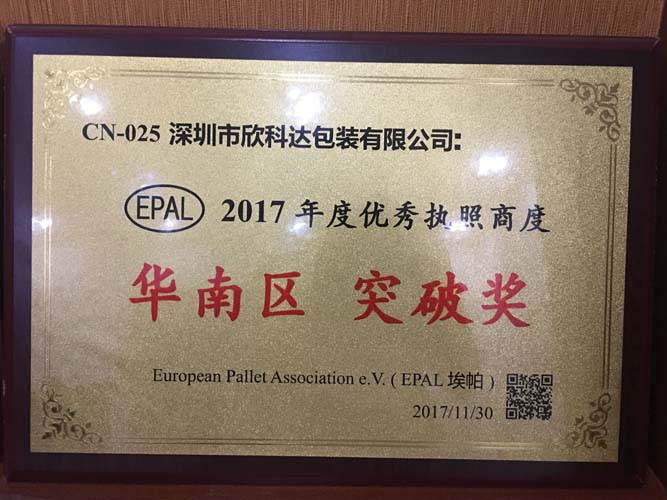 CN-025 深圳市欣科达包装有限公司:
EPAL 2017 年度优秀执照商度
华南区 突破奖
European Pallet Association e.V. ( EPAL 埃帕 )
2017/11/30